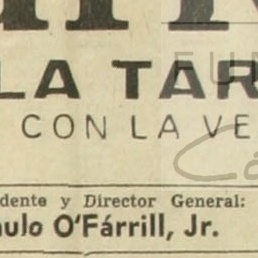 LA TAR
CON LA VE
dente y Director General:
ulo O'Fárrill, Jr.